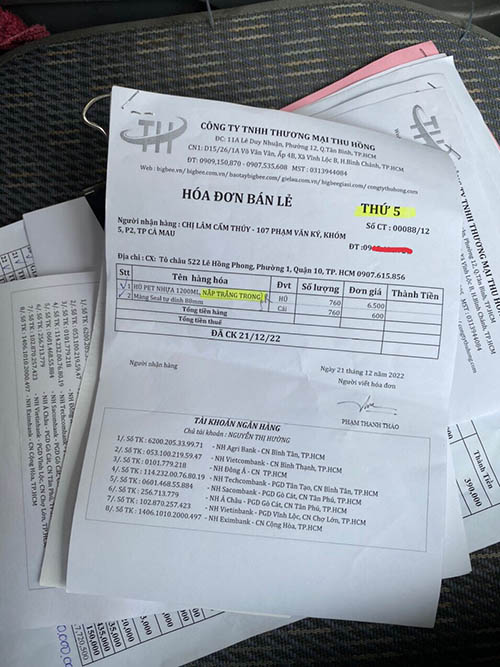 TH
CÔNG TY TNHH THƯƠNG MẠI THU HỒNG
ĐC: 11A Lê Duy Nhuận, Phường 12, Q.Tân Bình, TP.HCM
CN1: D15/26/1A Võ Văn Vân, Ấp 4B, Xã Vĩnh Lộc B, H.Bình Chánh, TP.HCM
ĐT: 0909,150,870 - 0907,535,608 MST : 0313944084
Web : bigbee.vn/ bigbee.com.vn/ baotaybigbee.com/ gielau.com.vn/ bigbeegiasi.com/ congtythuhong.com
HÓA ĐƠN BÁN LẺ
THỨ 5
Số CT : 00088/12
Người nhận hàng : CHỊ LÂM CẨM THÚY - 107 PHẠM VĂN KÝ, KHÓM
5, P2, TP CÀ MAU
ĐT :
Địa chỉ : CX: Tô châu 522 Lê Hồng Phong, Phường 1, Quận 10, TP. HCM 0907.615.856
Stt Tên hàng hóa Đvt Số lượng Đơn giá Thành Tiền
1 HŨ PET NHỰA 1200ML, NẮP TRẮNG TRONG HŨ 760 6.500
2 Màng Seal tự dính 88mm Cái 760 600
Tổng tiền hàng
Tổng tiền thuế
ĐÃ CK 21/12/22
Ngày 21 tháng 12 năm 2022
Người nhận hàng Người viết hóa đơn
PHẠM THANH THẢO
TÀI KHOẢN NGÂN HÀNG
Chủ tài khoản : NGUYỄN THỊ HƯỜNG
1/. Số TK : 6200.205.33.99.71 - NH Agri Bank - CN Bình Tân, TP.HCM
2/. Số TK : 053.100.219.59.47 - NH Vietcombank - CN Bình Thạnh, TP.HCM
3/. Số TK : 0101.779.218 - NH Đông Á - CN TP.HCM
4/. Số TK : 114.232.00.76.80.19 - NH Techcombank - PGD Tân Tạo, CN Bình Tân, TP.HCM
5/. Số TK : 0601.468.55.884 - NH Sacombank - PGD Gò Cát, CN Tân Phú, TP.HCM
6/. Số TK : 256.713.779 - NH Á Châu - PGD Gò Cát, CN Tân Phú, TP.HCM
7/. Số TK : 102.870.257.423 - NH Vietinbank - PGD Vĩnh Lộc, CN Chợ Lớn, TP.HCM
8/. Số TK : 1406.1010.2000.497 - NH Eximbank - CN Cộng Hòa, TP.HCM
Thành Tiền
390,000